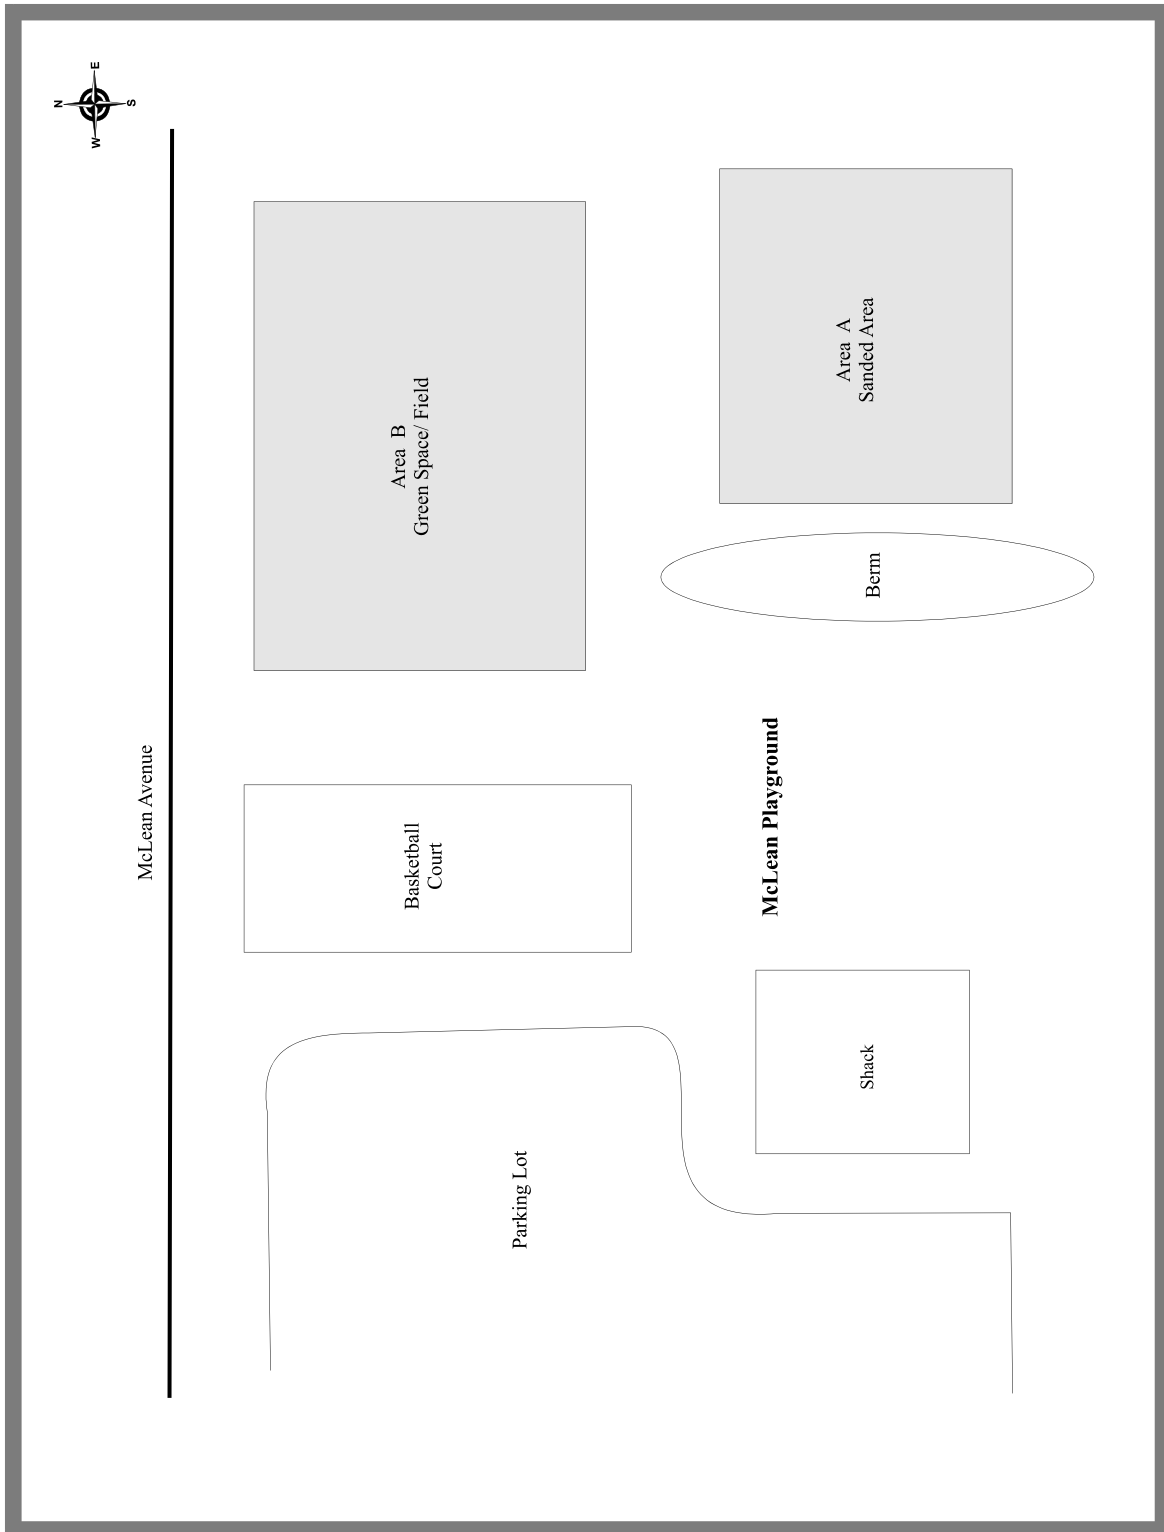 N
E
S
W
McLean Avenue
Area B
Green Space/ Field
Area A
Sanded Area
Berm
Basketball
Court
McLean Playground
Parking Lot
Shack